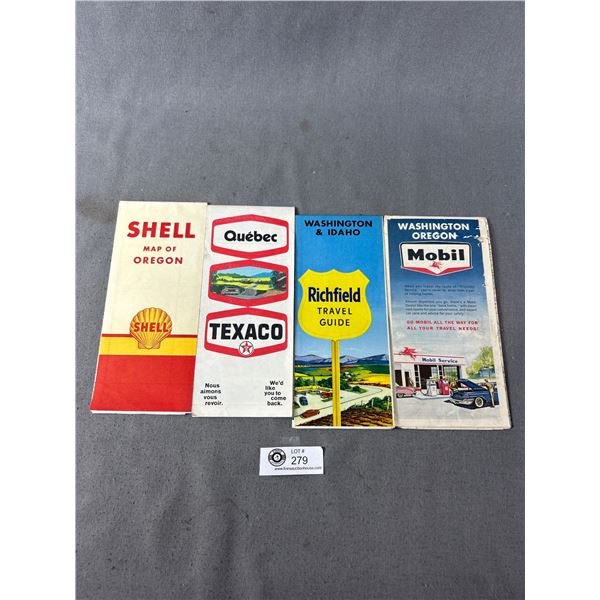 SHELL
MAP OF
OREGON
SHELL
Québec
TEXACO
Nous
aimons
vous
revoir.
We'd
like
you to
come
back.
WASHINGTON
& IDAHO
Richfield
TRAVEL
GUIDE
WASHINGTON
OREGON
Mobil
GO MOBIL ALL THE WAY FOR
ALL YOUR TRAVEL NEEDS!
Mobil Service
LOT #
279